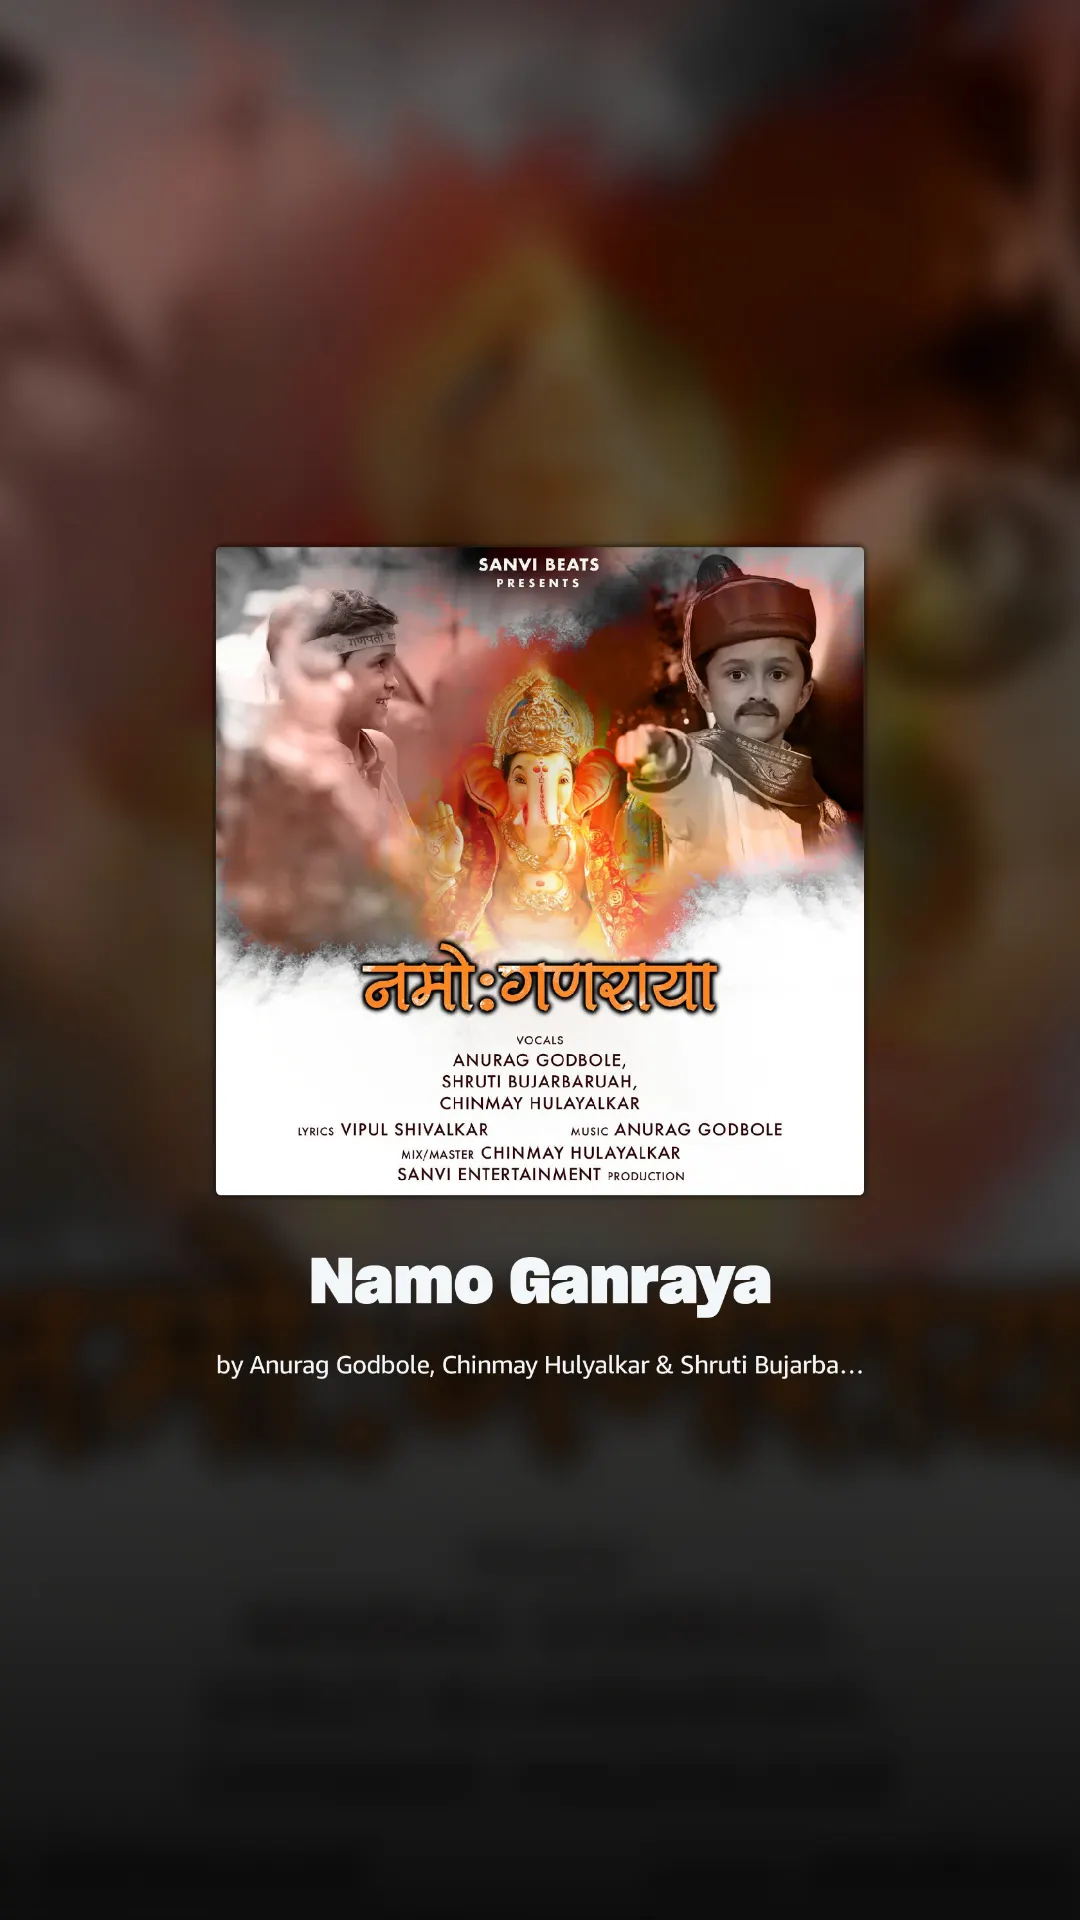 SANVI BEATS
PRESENTS
गणपती
नमो:गणराया
VOCALS
ANURAG GODBOLE,
SHRUTI BUJARBARUAH,
CHINMAY HULAYALKAR
LYRICS VIPUL SHIVALKAR MUSIC ANURAG GODBOLE
MIX/MASTER CHINMAY HULAYALKAR
SANVI ENTERTAINMENT PRODUCTION
Namo Ganraya
by Anurag Godbole, Chinmay Hulyalkar & Shruti Bujarba...